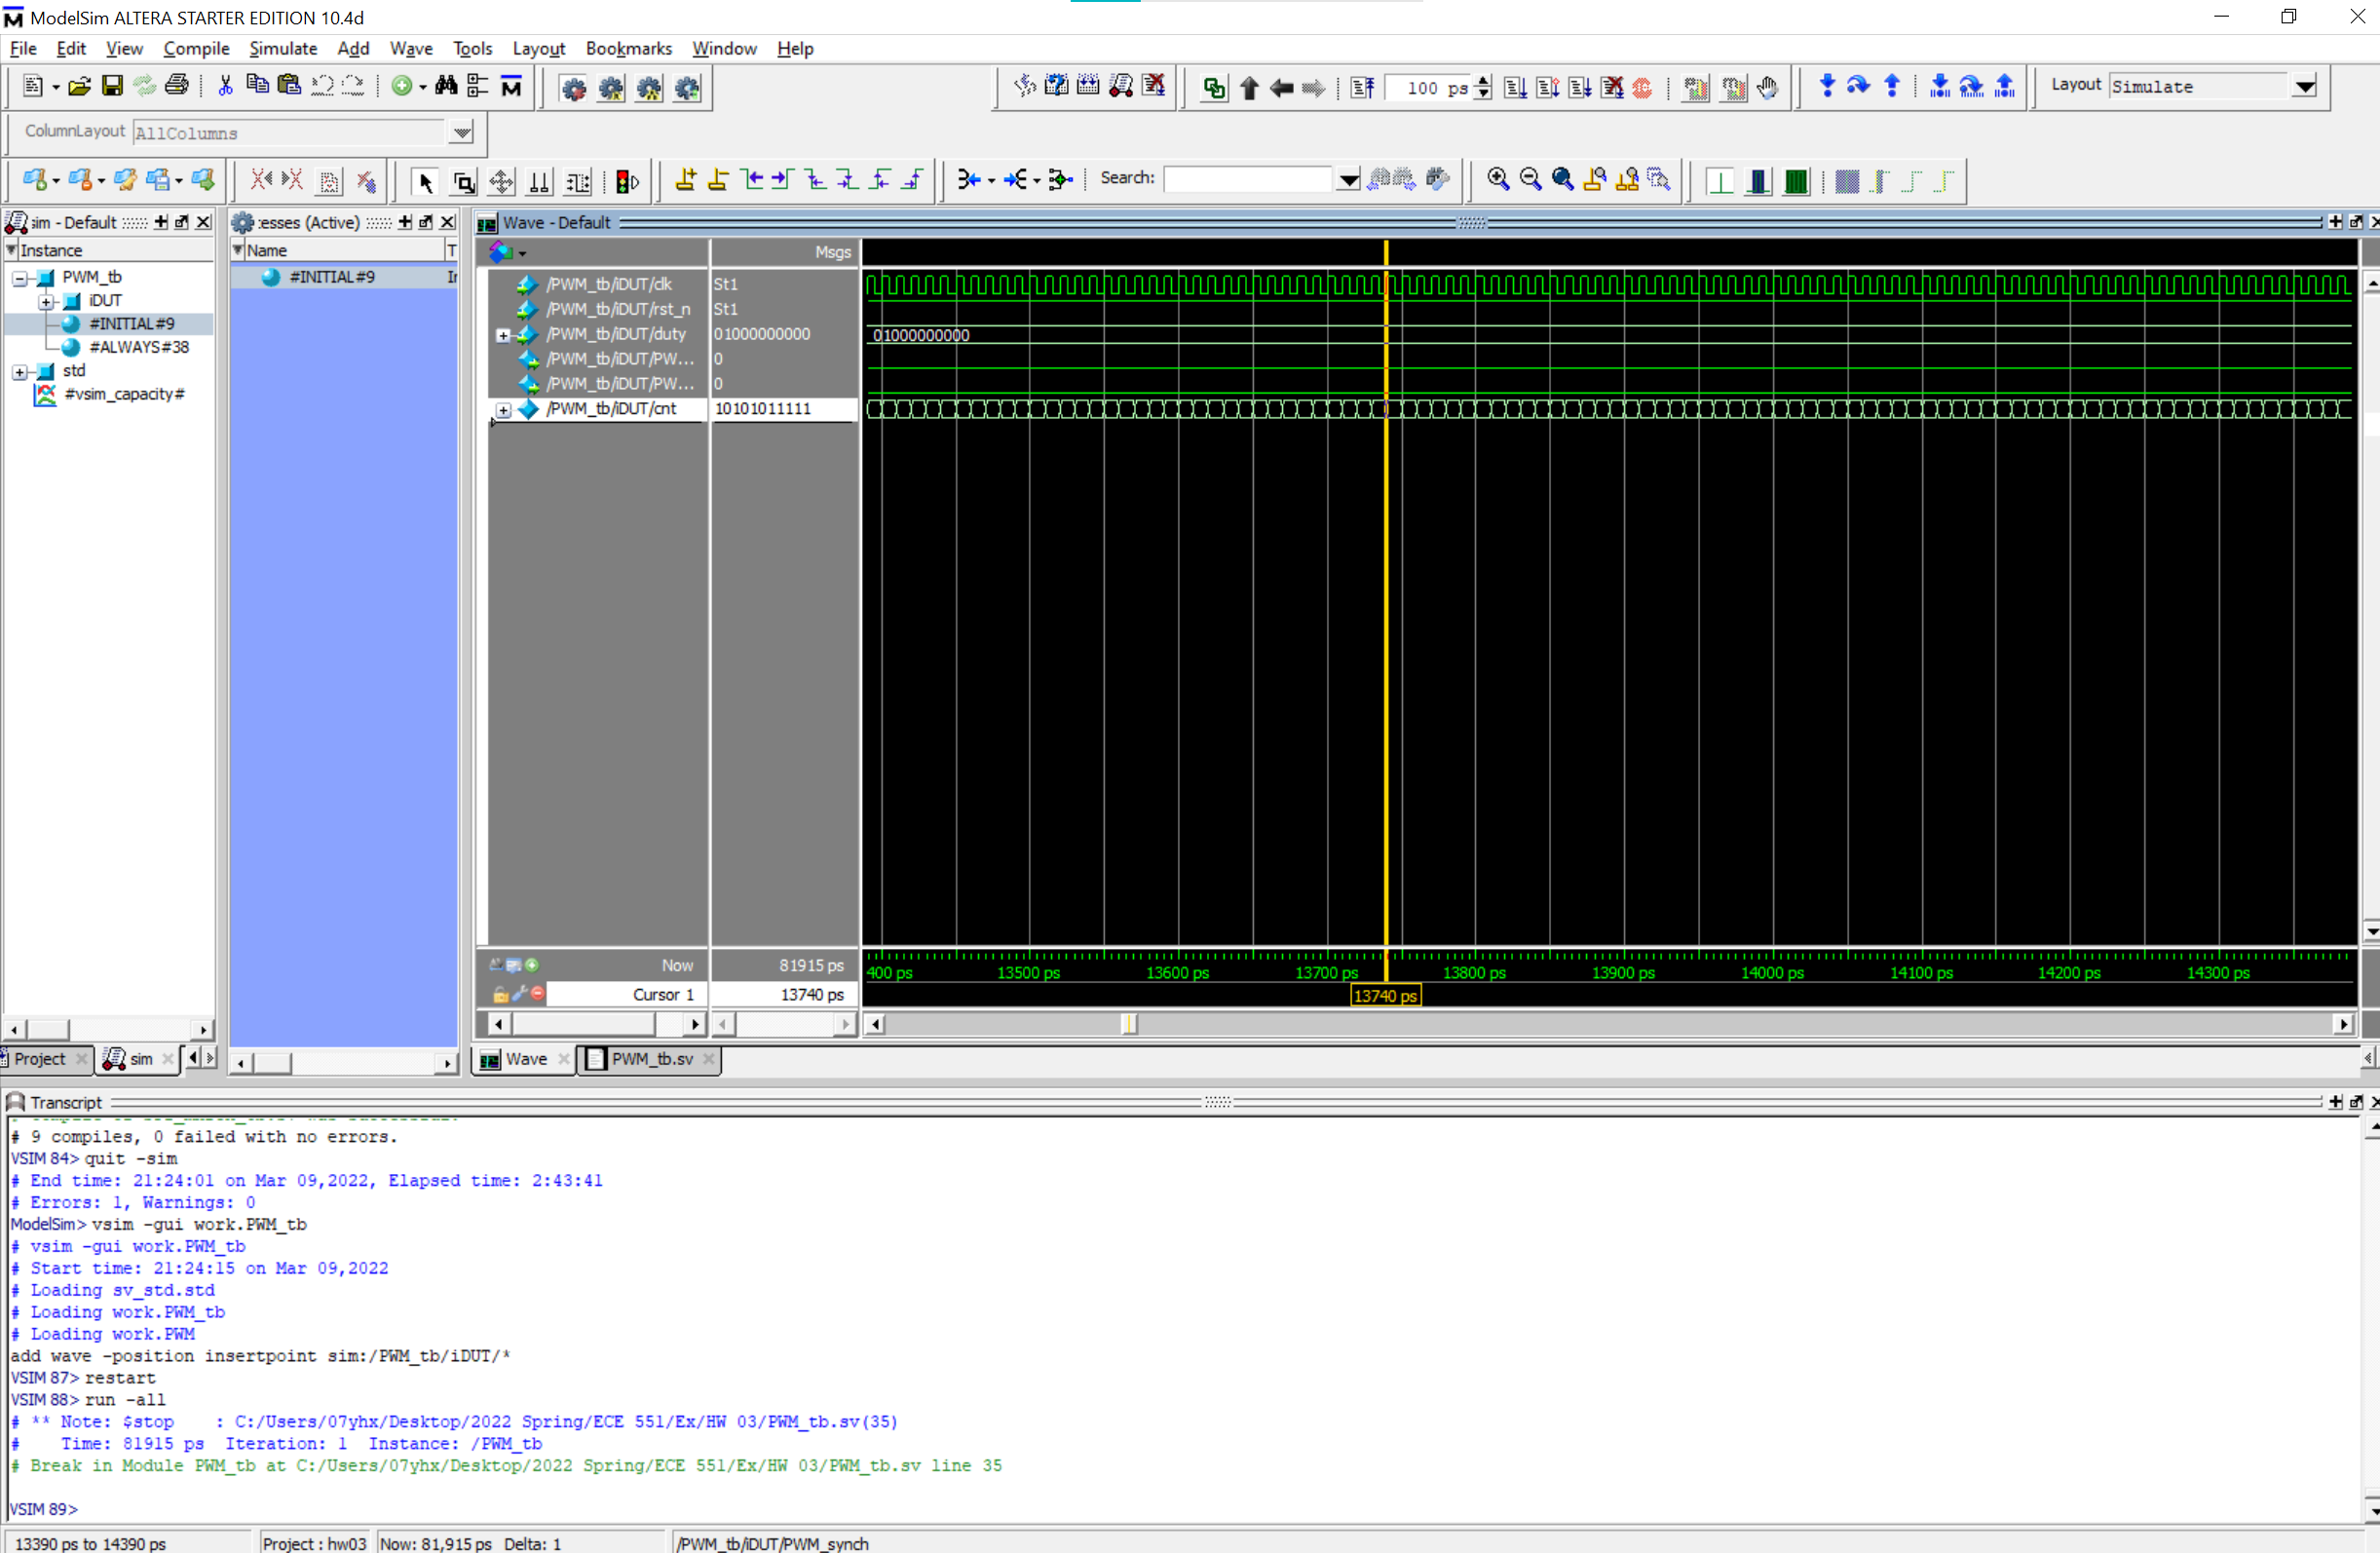 ModelSim ALTERA STARTER EDITION 10.4d
File Edit View Compile Simulate Add Wave Tools Layout Bookmarks Window Help
100 ps
Layout Simulate
ColumnLayout AllColumns
Search:
sim - Default
Instance
PWM_tb
iDUT
#INITIAL#9
#ALWAYS#38
std
#vsim_capacity#
Project
sim
:esses (Active)
Name
#INITIAL#9
Wave - Default
Msgs
/PWM_tb/iDUT/clk St1
/PWM_tb/iDUT/rst_n St1
/PWM_tb/iDUT/duty 01000000000 01000000000
/PWM_tb/iDUT/PW... 0
/PWM_tb/iDUT/PW... 0
/PWM_tb/iDUT/cnt 10101011111
Now 81915 ps
400 ps 13500 ps 13600 ps 13700 ps 13800 ps 13900 ps 14000 ps 14100 ps 14200 ps 14300 ps
Cursor 1 13740 ps 13740 ps
Wave PWM_tb.sv
Transcript
# 9 compiles, 0 failed with no errors.
VSIM 84> quit -sim
# End time: 21:24:01 on Mar 09,2022, Elapsed time: 2:43:41
# Errors: 1, Warnings: 0
ModelSim> vsim -gui work.PWM_tb
# vsim -gui work.PWM_tb
# Start time: 21:24:15 on Mar 09,2022
# Loading sv_std.std
# Loading work.PWM_tb
# Loading work.PWM
add wave -position insertpoint sim:/PWM_tb/iDUT/*
VSIM 87> restart
VSIM 88> run -all
# ** Note: $stop : C:/Users/07yhx/Desktop/2022 Spring/ECE 551/Ex/HW 03/PWM_tb.sv(35)
# Time: 81915 ps Iteration: 1 Instance: /PWM_tb
# Break in Module PWM_tb at C:/Users/07yhx/Desktop/2022 Spring/ECE 551/Ex/HW 03/PWM_tb.sv line 35
VSIM 89>
13390 ps to 14390 ps Project : hw03 Now: 81,915 ps Delta: 1 /PWM_tb/iDUT/PWM_synch